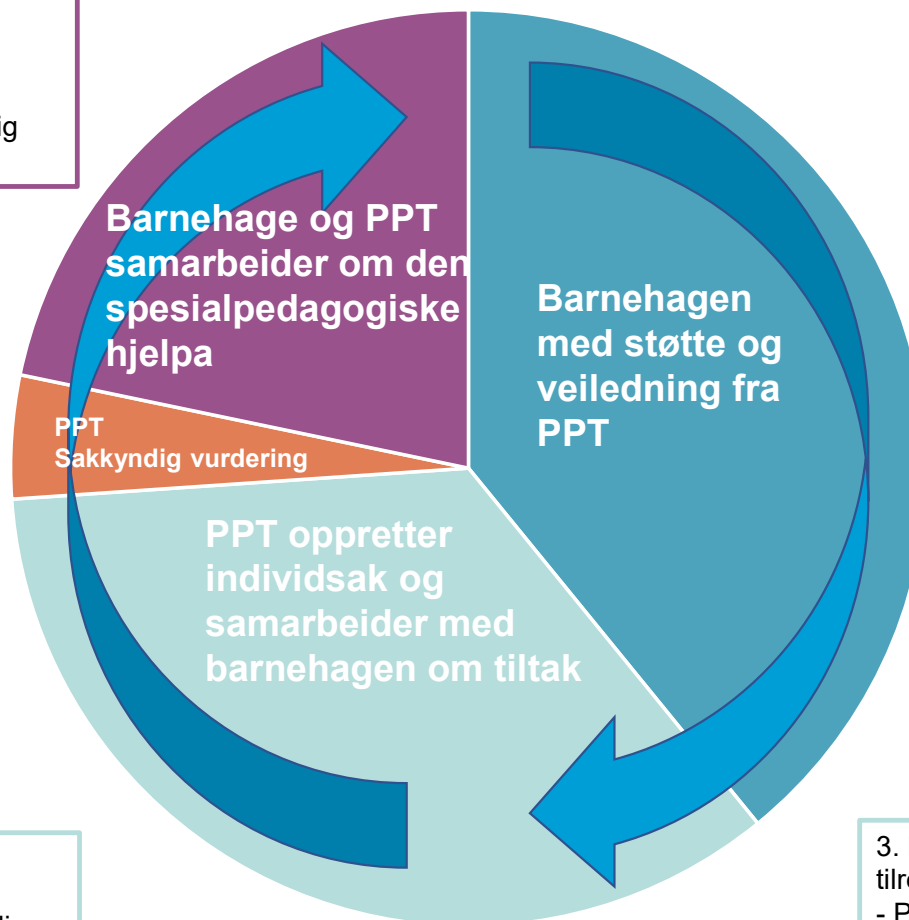 Barnehage og PPT
samarbeider om den
spesialpedagogiske
hjelpa
Barnehagen
med støtte og
veiledning fra
PPT
PPT
Sakkyndig vurdering
PPT oppretter
individsak og
samarbeider med
barnehagen om tiltak
3.